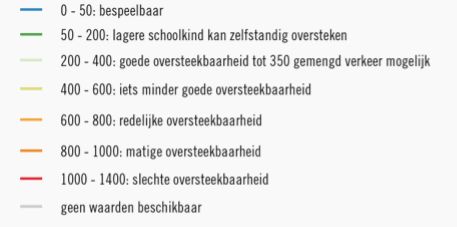 0 - 50: bespeelbaar
50 - 200: lagere schoolkind kan zelfstandig oversteken
200 - 400: goede oversteekbaarheid tot 350 gemengd verkeer mogelijk
400 - 600: iets minder goede oversteekbaarheid
600 - 800: redelijke oversteekbaarheid
800 - 1000: matige oversteekbaarheid
1000 - 1400: slechte oversteekbaarheid
geen waarden beschikbaar